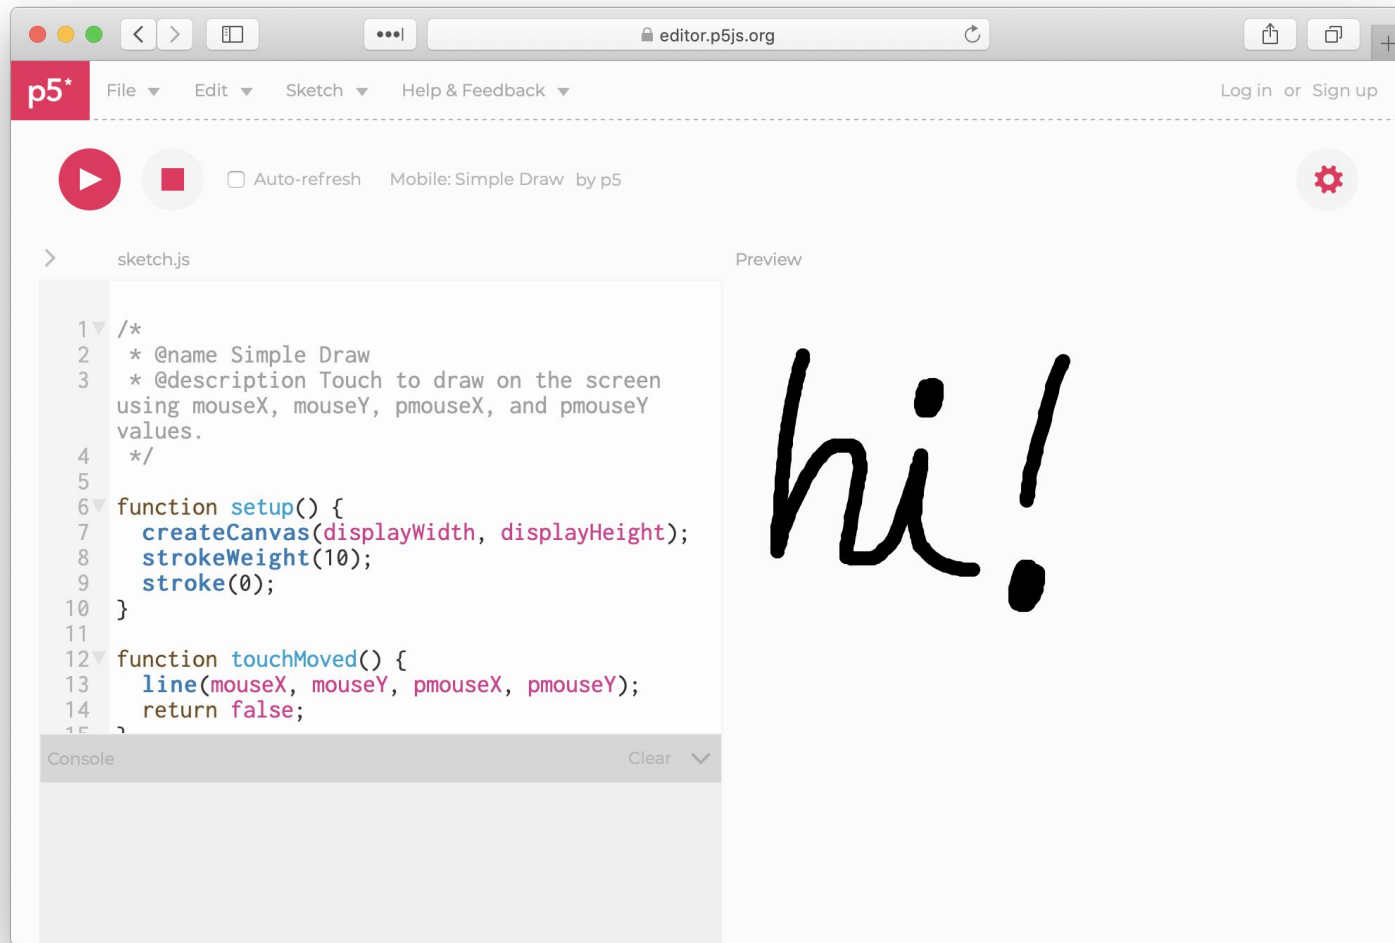 editor.p5js.org
p5* File Edit Sketch Help & Feedback Log in or Sign up
Auto-refresh Mobile: Simple Draw by p5
sketch.js Preview
1 /*
2  * @name Simple Draw
3  * @description Touch to draw on the screen
using mouseX, mouseY, pmouseX, and pmouseY
values.
4  */
5
6 function setup() {
7   createCanvas(displayWidth, displayHeight);
8   strokeWeight(10);
9   stroke(0);
10 }
11
12 function touchMoved() {
13   line(mouseX, mouseY, pmouseX, pmouseY);
14   return false;
15 }
Console Clear
hi!